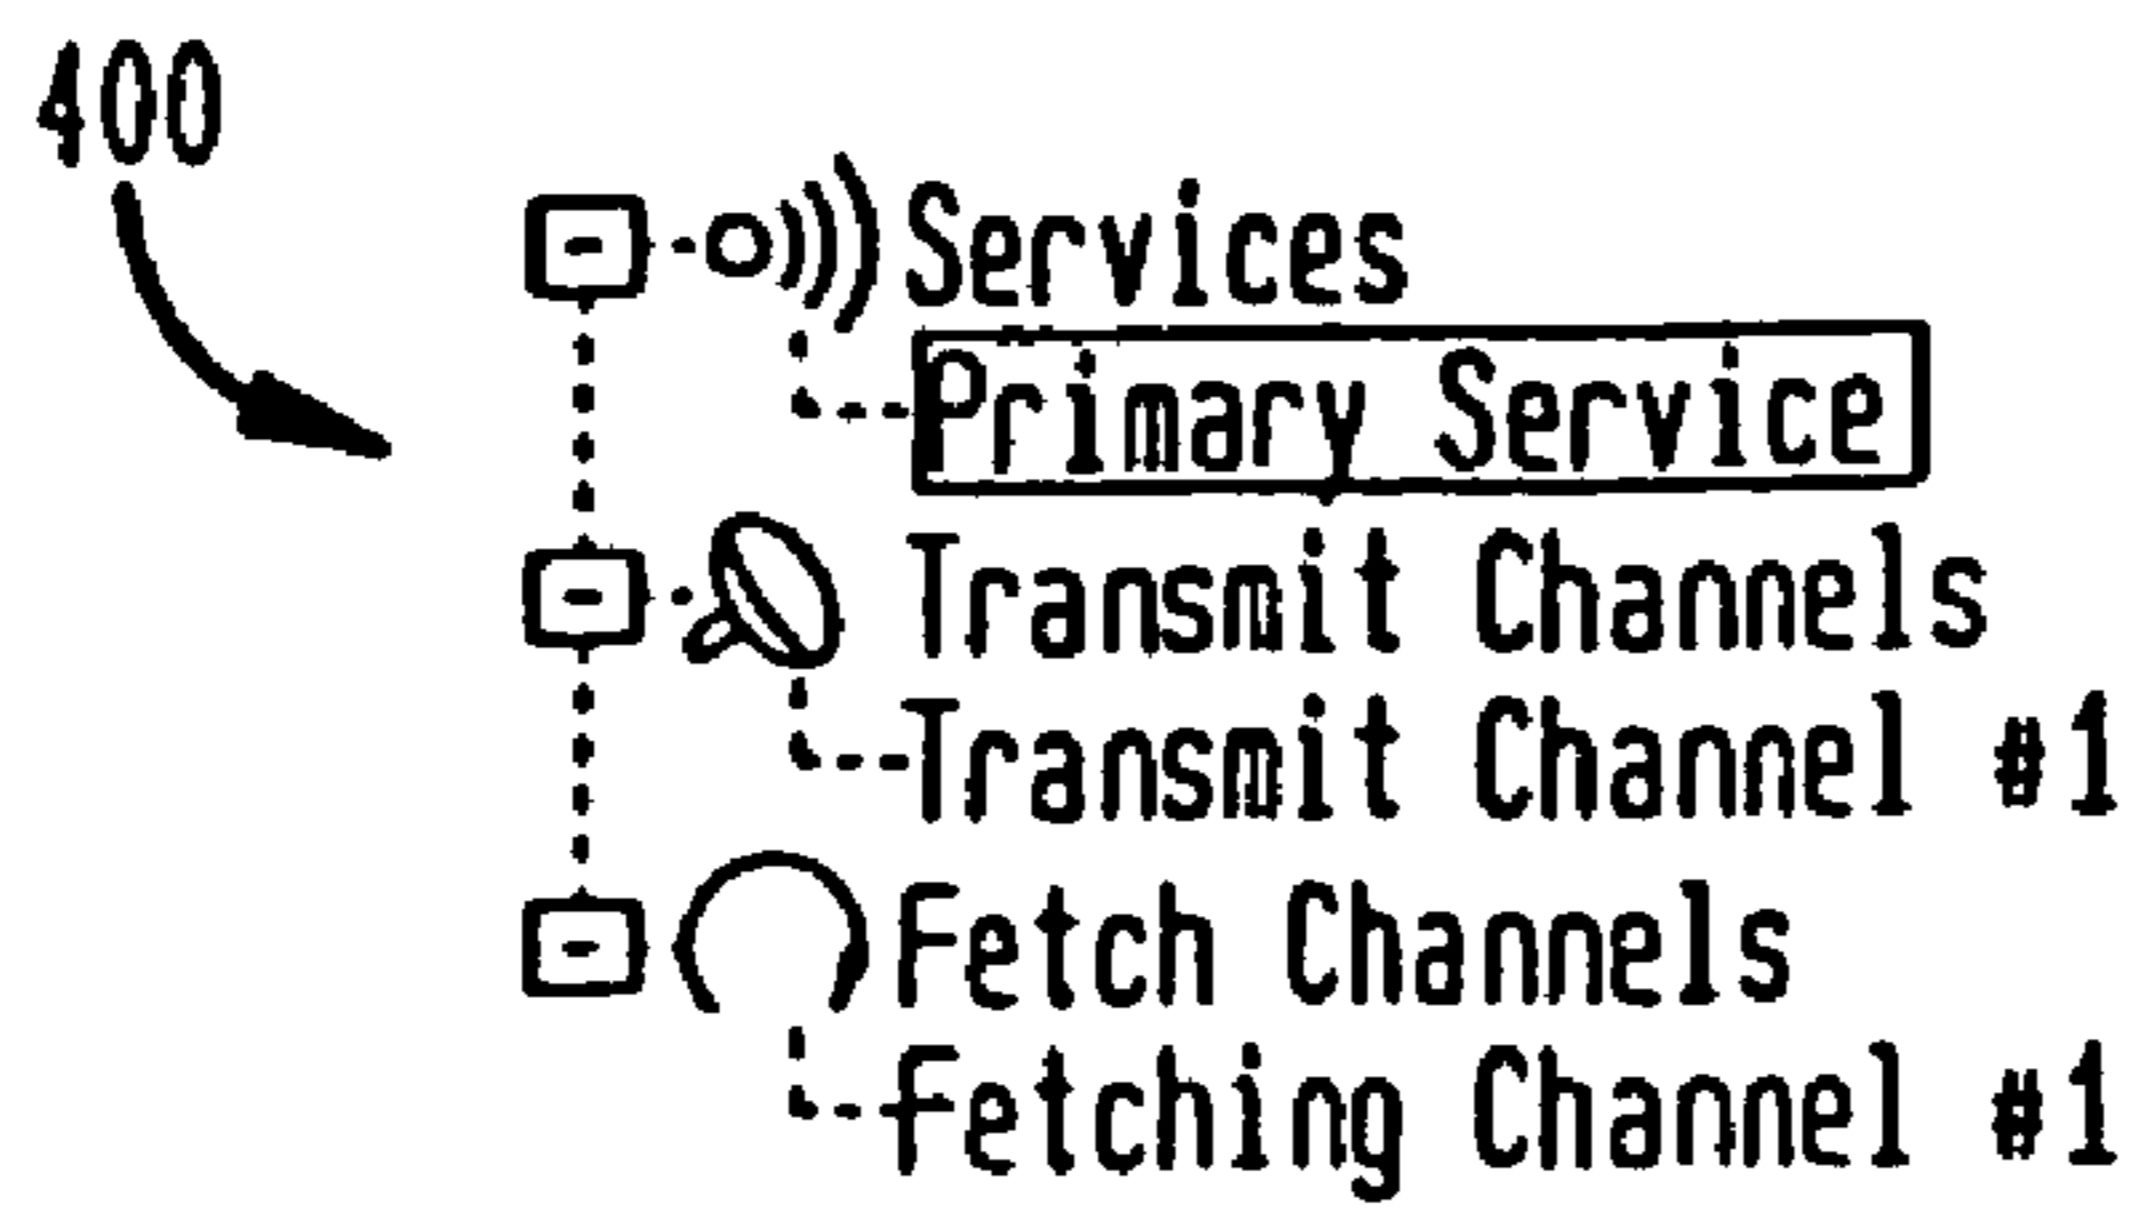 400
Services
Primary Service
Transmit Channels
Transmit Channel #1
Fetch Channels
Fetching Channel #1